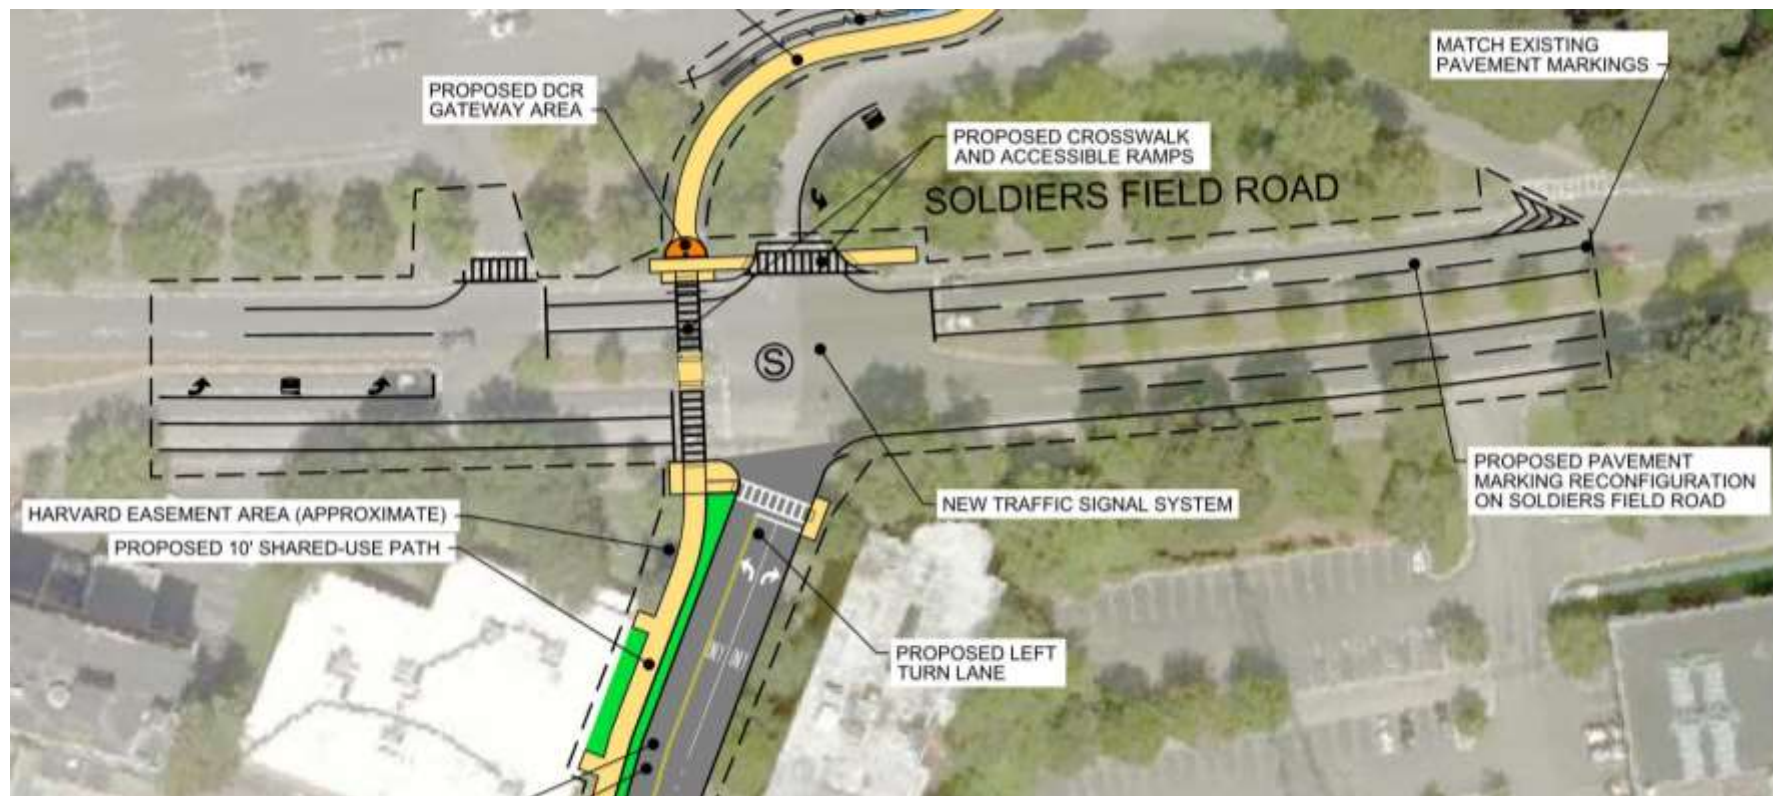 MATCH EXISTING
PAVEMENT MARKINGS
PROPOSED DCR
GATEWAY AREA
PROPOSED CROSSWALK
AND ACCESSIBLE RAMPS
SOLDIERS FIELD ROAD
S
PROPOSED PAVEMENT
MARKING RECONFIGURATION
ON SOLDIERS FIELD ROAD
NEW TRAFFIC SIGNAL SYSTEM
HARVARD EASEMENT AREA (APPROXIMATE)
PROPOSED 10' SHARED-USE PATH
PROPOSED LEFT
TURN LANE